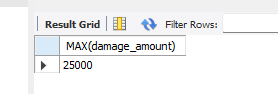 Result Grid Filter Rows:
MAX(damage_amount)
25000